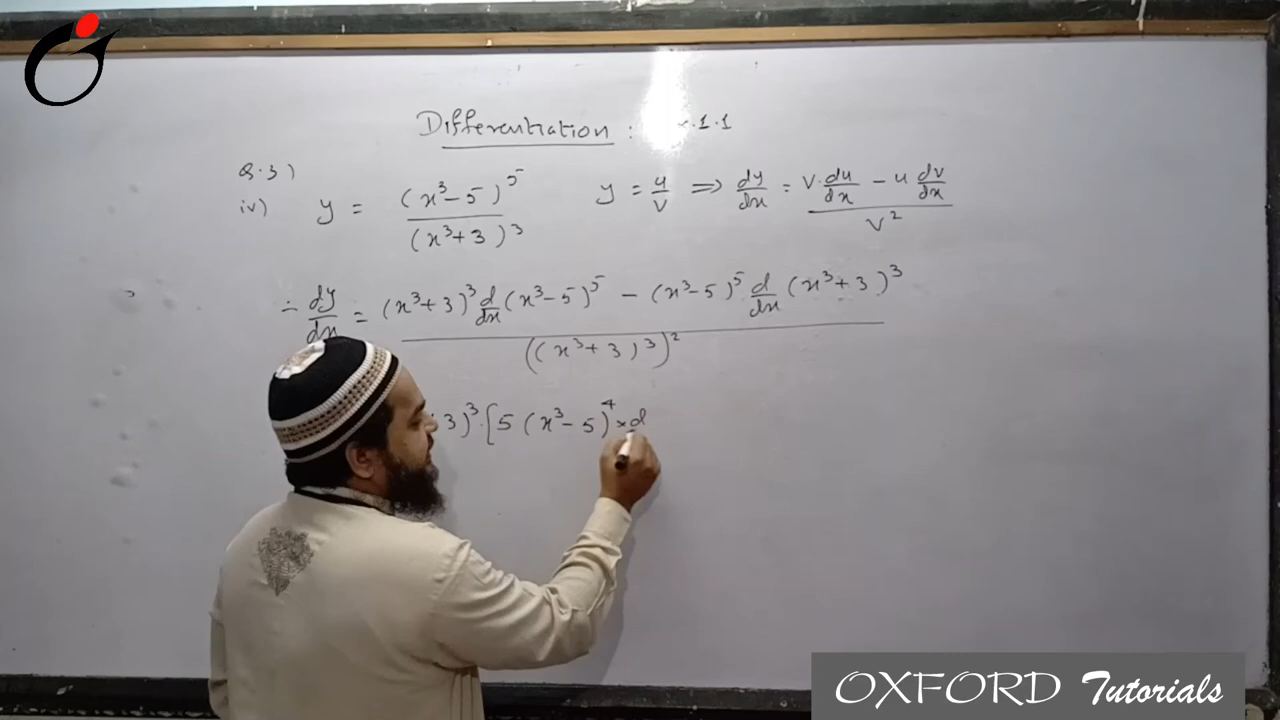 Differentiation : x.1.1
Q.3)
iv) y = (x³-5)⁵ / (x³+3)³   y = u/v ⇒ dy/dx = v.du/dx - u dv/dx / v²
∴ dy/dx = (x³+3)³ d/dx (x³-5)⁵ - (x³-5)⁵ d/dx (x³+3)³ / ((x³+3)³)²
3)³.[5(x³-5)⁴ × d
OXFORD Tutorials